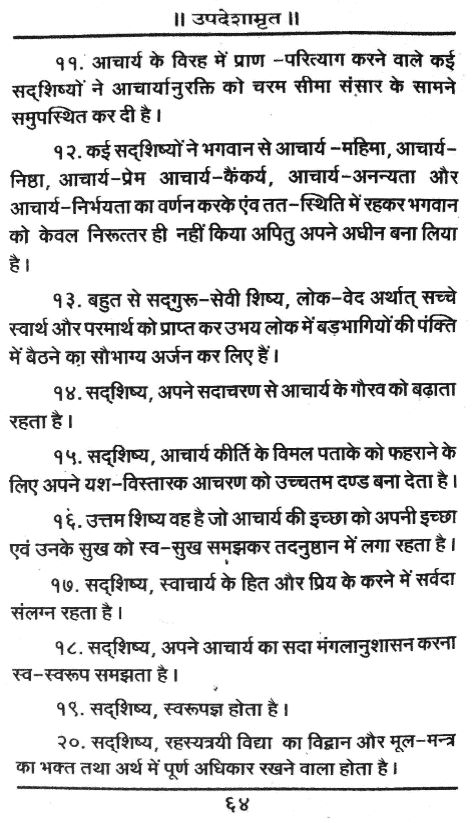 ॥ उपदेशामृत ॥
११. आचार्य के विरह में प्राण –परित्याग करने वाले कई
सद्शिष्यों ने आचार्यानुरक्ति को चरम सीमा संसार के सामने
समुपस्थित कर दी है।
१२. कई सद्शिष्यों ने भगवान से आचार्य –महिमा, आचार्य–
निष्ठा, आचार्य–प्रेम आचार्य–कैंकर्य, आचार्य–अनन्यता और
आचार्य–निर्भयता का वर्णन करके एंव तत–स्थिति में रहकर भगवान
को केवल निरूत्तर ही नहीं किया अपितु अपने अधीन बना लिया
है।
१३. बहुत से सद्गुरू–सेवी शिष्य, लोक–वेद अर्थात् सच्चे
स्वार्थ और परमार्थ को प्राप्त कर उभय लोक में बड़भागियों की पंक्ति
में बैठने का सौभाग्य अर्जन कर लिए हैं।
१४. सद्शिष्य, अपने सदाचरण से आचार्य के गौरव को बढ़ाता
रहता है।
१५. सद्शिष्य, आचार्य कीर्ति के विमल पताके को फहराने के
लिए अपने यश–विस्तारक आचरण को उच्चतम दण्ड बना देता है।
१६. उत्तम शिष्य वह है जो आचार्य की इच्छा को अपनी इच्छा
एवं उनके सुख को स्व–सुख समझकर तदनुष्ठान में लगा रहता है।
१७. सद्शिष्य, स्वाचार्य के हित और प्रिय के करने में सर्वदा
संलग्न रहता है।
१८. सद्शिष्य, अपने आचार्य का सदा मंगलानुशासन करना
स्व–स्वरूप समझता है।
१९. सद्शिष्य, स्वरूपज्ञ होता है।
२०. सद्शिष्य, रहस्यत्रयी विद्या का विद्वान और मूल–मन्त्र
का भक्त तथा अर्थ में पूर्ण अधिकार रखने वाला होता है।
६४